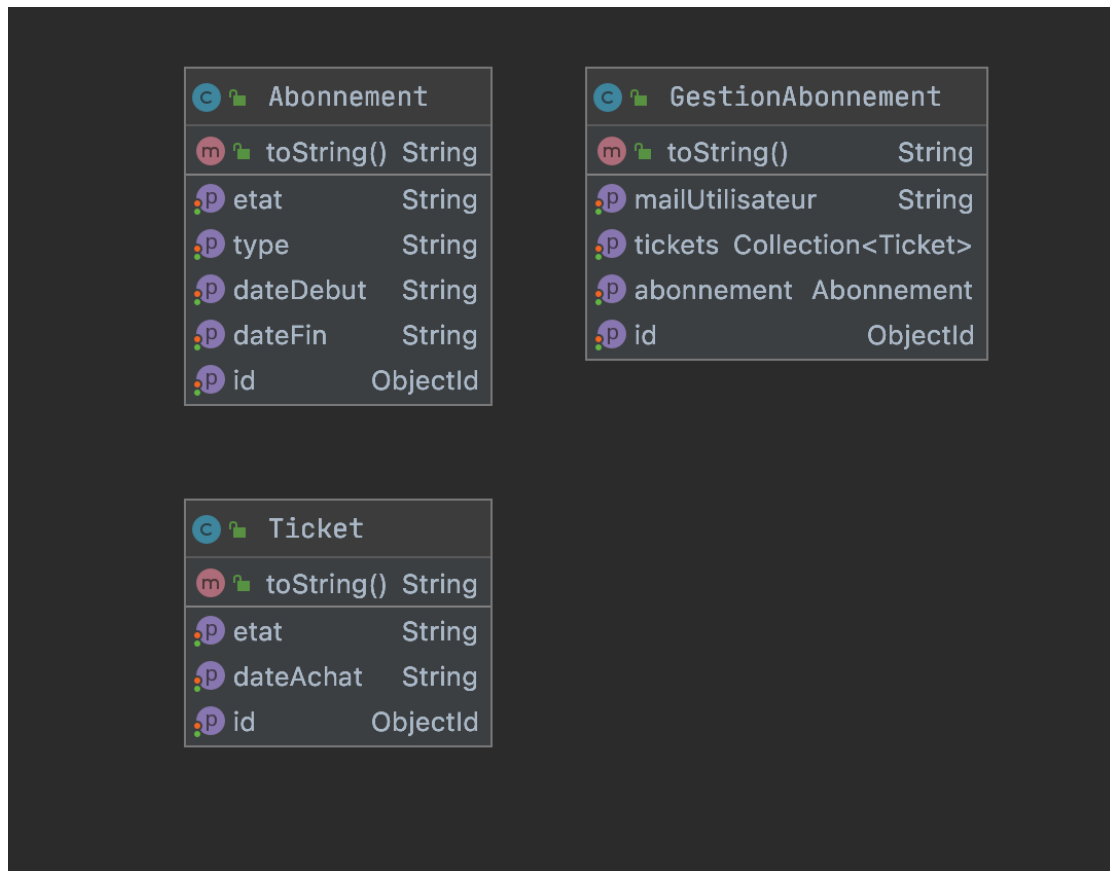 Abonnement
toString() String
etat String
type String
dateDebut String
dateFin String
id ObjectId
GestionAbonnement
toString() String
mailUtilisateur String
tickets Collection<Ticket>
abonnement Abonnement
id ObjectId
Ticket
toString() String
etat String
dateAchat String
id ObjectId